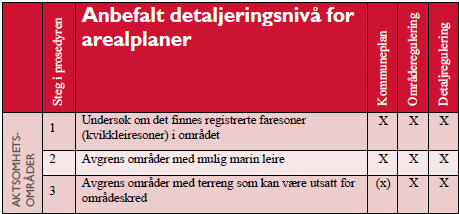 Steg i prosedyren
Anbefalt detaljeringsnivå for
arealplaner
Kommuneplan
Områderegulering
Detaljregulering
AKTSOMHETS-
OMRÅDER
1
Undersøk om det finnes registrerte faresoner
(kvikkleiresoner) i området
X
X
X
2
Avgrens områder med mulig marin leire
X
X
X
3
Avgrens områder med terreng som kan være utsatt for
områdeskred
(x)
X
X